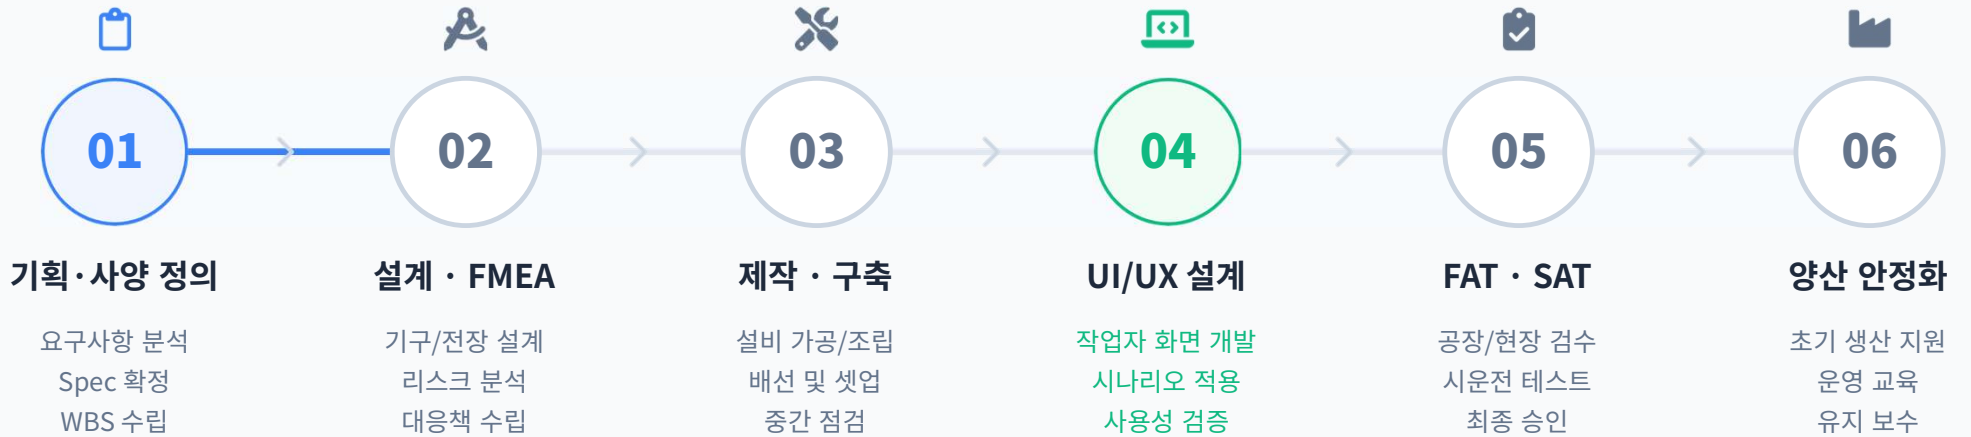 01
02
03
04
05
06
기획·사양 정의
설계 · FMEA
제작 · 구축
UI/UX 설계
FAT · SAT
양산 안정화
요구사항 분석
Spec 확정
WBS 수립
기구/전장 설계
리스크 분석
대응책 수립
설비 가공/조립
배선 및 셋업
중간 점검
작업자 화면 개발
시나리오 적용
사용성 검증
공장/현장 검수
시운전 테스트
최종 승인
초기 생산 지원
운영 교육
유지 보수